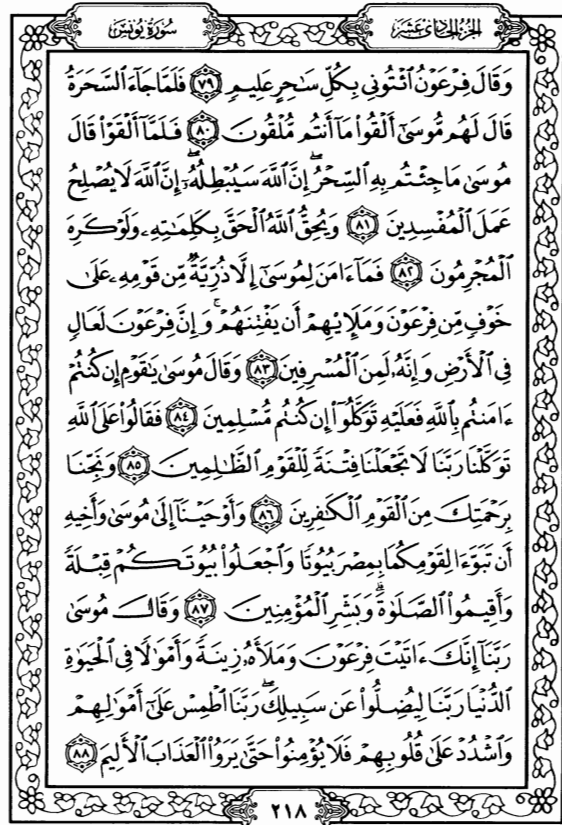 الجزء الحادي عشر
سورة يونس
وَقَالَ فِرْعَوْنُ ٱئْتُونِى بِكُلِّ سَٰحِرٍ عَلِيمٍ ٧٩ فَلَمَّا جَآءَ ٱلسَّحَرَةُ
قَالَ لَهُم مُّوسَىٰٓ أَلْقُوا۟ مَآ أَنتُم مُّلْقُونَ ٨٠ فَلَمَّآ أَلْقَوْا۟ قَالَ
مُوسَىٰ مَا جِئْتُم بِهِ ٱلسِّحْرُ ۖ إِنَّ ٱللَّهَ سَيُبْطِلُهُۥٓ ۖ إِنَّ ٱللَّهَ لَا يُصْلِحُ
عَمَلَ ٱلْمُفْسِدِينَ ٨١ وَيُحِقُّ ٱللَّهُ ٱلْحَقَّ بِكَلِمَٰتِهِۦ وَلَوْ كَرِهَ
ٱلْمُجْرِمُونَ ٨٢ فَمَآ ءَامَنَ لِمُوسَىٰٓ إِلَّا ذُرِّيَّةٌ مِّن قَوْمِهِۦ عَلَىٰ
خَوْفٍ مِّن فِرْعَوْنَ وَمَلَإِي۟هِمْ أَن يَفْتِنَهُمْ ۚ وَإِنَّ فِرْعَوْنَ لَعَالٍ
فِى ٱلْأَرْضِ وَإِنَّهُۥ لَمِنَ ٱلْمُسْرِفِينَ ٨٣ وَقَالَ مُوسَىٰ يَٰقَوْمِ إِن كُنتُمْ
ءَامَنتُم بِٱللَّهِ فَعَلَيْهِ تَوَكَّلُوٓا۟ إِن كُنتُم مُّسْلِمِينَ ٨٤ فَقَالُوا۟ عَلَى ٱللَّهِ
تَوَكَّلْنَا رَبَّنَا لَا تَجْعَلْنَا فِتْنَةً لِّلْقَوْمِ ٱلظَّٰلِمِينَ ٨٥ وَنَجِّنَا
بِرَحْمَتِكَ مِنَ ٱلْقَوْمِ ٱلْكَٰفِرِينَ ٨٦ وَأَوْحَيْنَآ إِلَىٰ مُوسَىٰ وَأَخِيهِ
أَن تَبَوَّءَا لِقَوْمِكُمَا بِمِصْرَ بُيُوتًا وَٱجْعَلُوا۟ بُيُوتَكُمْ قِبْلَةً
وَأَقِيمُوا۟ ٱلصَّلَوٰةَ ۗ وَبَشِّرِ ٱلْمُؤْمِنِينَ ٨٧ وَقَالَ مُوسَىٰ
رَبَّنَآ إِنَّكَ ءَاتَيْتَ فِرْعَوْنَ وَمَلَأَهُۥ زِينَةً وَأَمْوَٰلًا فِى ٱلْحَيَوٰةِ
ٱلدُّنْيَا رَبَّنَا لِيُضِلُّوا۟ عَن سَبِيلِكَ ۖ رَبَّنَا ٱطْمِسْ عَلَىٰٓ أَمْوَٰلِهِمْ
وَٱشْدُدْ عَلَىٰ قُلُوبِهِمْ فَلَا يُؤْمِنُوا۟ حَتَّىٰ يَرَوُا۟ ٱلْعَذَابَ ٱلْأَلِيمَ ٨٨
٢١٨